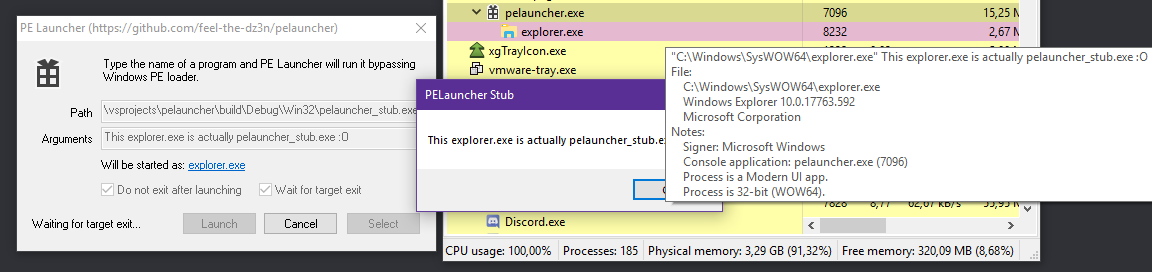 PE Launcher (https://github.com/feel-the-dz3n/pelauncher)
Type the name of a program and PE Launcher will run it bypassing
Windows PE loader.
Path
\vsprojects\pelauncher\build\Debug\Win32\pelauncher_stub.exe
Arguments
This explorer.exe is actually pelauncher_stub.exe :O
Will be started as: explorer.exe
Do not exit after launching
Wait for target exit
Waiting for target exit...
Launch
Cancel
Select
pelauncher.exe
7096
15,25 M
explorer.exe
8232
2,67 M
xgTrayIcon.exe
vmware-tray.exe
PELauncher Stub
This explorer.exe is actually pelauncher_stub.ex
"C:\Windows\SysWOW64\explorer.exe" This explorer.exe is actually pelauncher_stub.exe :O
File:
C:\Windows\SysWOW64\explorer.exe
Windows Explorer 10.0.17763.592
Microsoft Corporation
Notes:
Signer: Microsoft Windows
Console application: pelauncher.exe (7096)
Process is a Modern UI app.
Process is 32-bit (WOW64).
Discord.exe
CPU usage: 100,00%
Processes: 185
Physical memory: 3,29 GB (91,32%)
Free memory: 320,09 MB (8,68%)